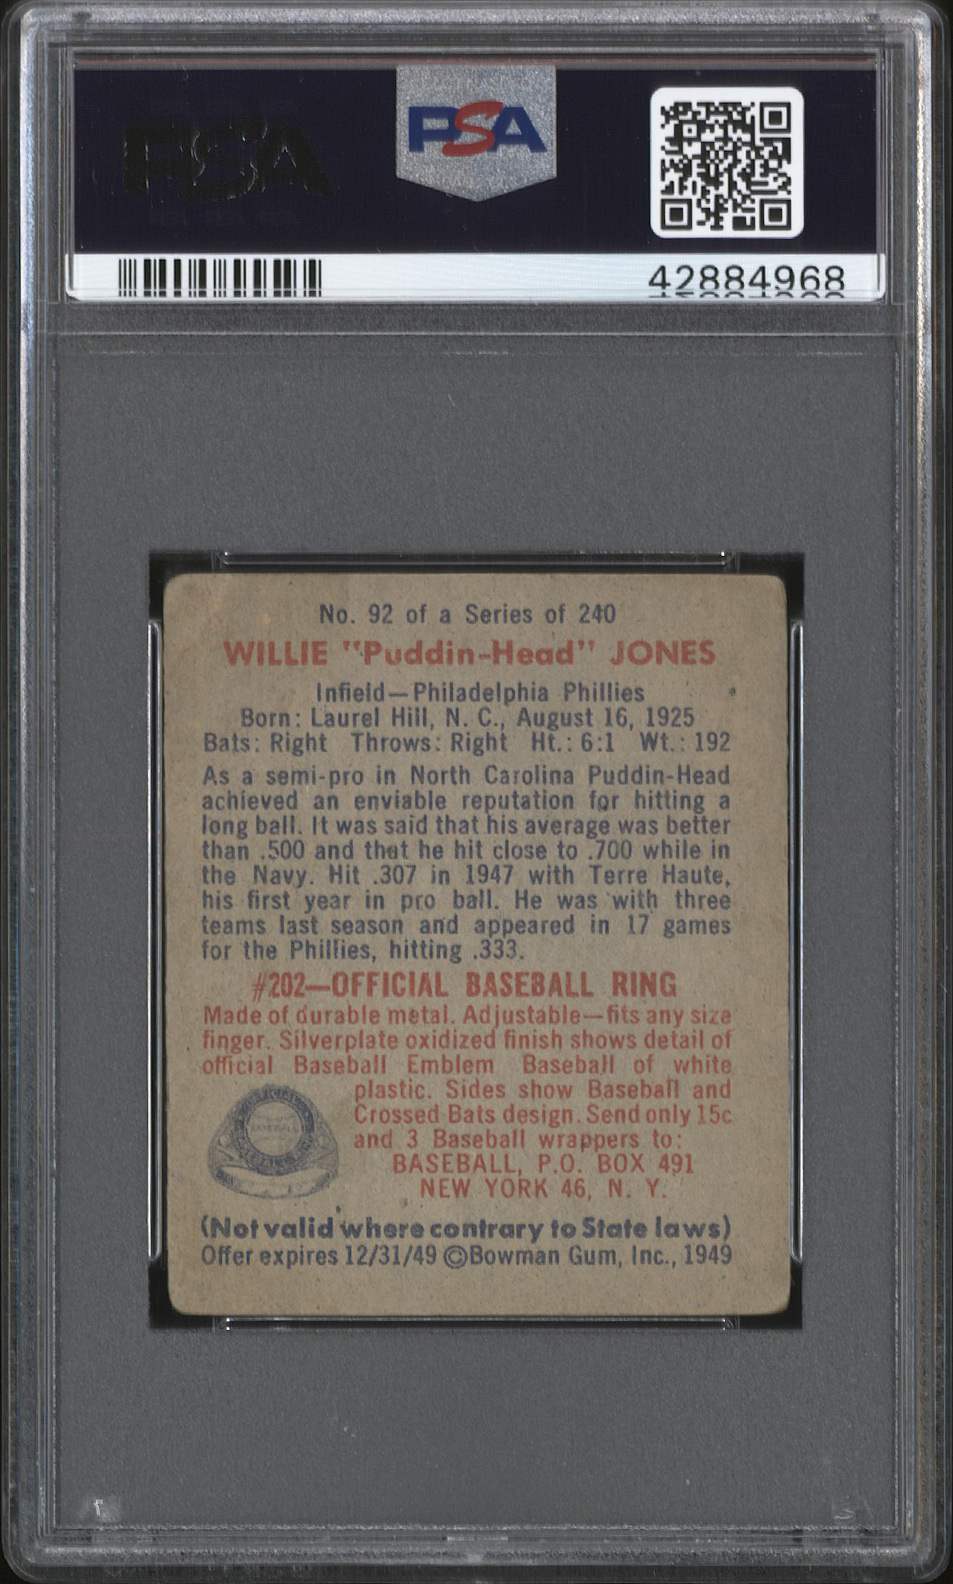 PSA
PSA
42884968
No. 92 of a Series of 240
WILLIE "Puddin-Head" JONES
Infield—Philadelphia Phillies
Born: Laurel Hill, N. C., August 16, 1925
Bats: Right Throws: Right Ht.: 6:1 Wt.: 192
As a semi-pro in North Carolina Puddin-Head
achieved an enviable reputation for hitting a
long ball. It was said that his average was better
than .500 and that he hit close to .700 while in
the Navy. Hit .307 in 1947 with Terre Haute,
his first year in pro ball. He was with three
teams last season and appeared in 17 games
for the Phillies, hitting .333.
#202—OFFICIAL BASEBALL RING
Made of durable metal. Adjustable—fits any size
finger. Silverplate oxidized finish shows detail of
official Baseball Emblem Baseball of white
plastic. Sides show Baseball and
Crossed Bats design. Send only 15c
and 3 Baseball wrappers to:
BASEBALL, P.O. BOX 491
NEW YORK 46, N. Y.
(Not valid where contrary to State laws)
Offer expires 12/31/49 ©Bowman Gum, Inc., 1949